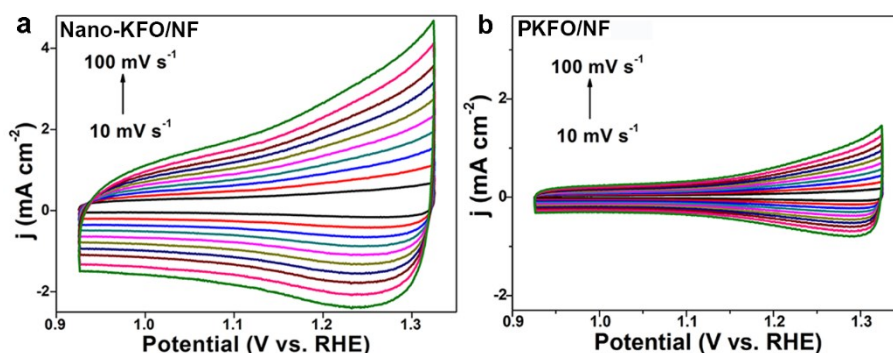 a
Nano-KFO/NF
100 mV s⁻¹
10 mV s⁻¹
4
2
0
-2
j (mA cm⁻²)
0.9 1.0 1.1 1.2 1.3
Potential (V vs. RHE)
b
PKFO/NF
100 mV s⁻¹
10 mV s⁻¹
2
0
-2
j (mA cm⁻²)
0.9 1.0 1.1 1.2 1.3
Potential (V vs. RHE)